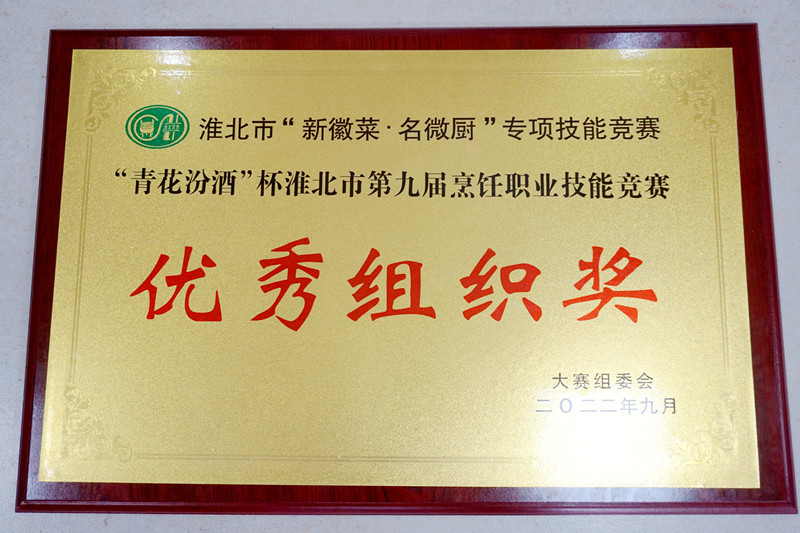 淮北市“新徽菜·名微厨”专项技能竞赛
“青花汾酒”杯淮北市第九届烹饪职业技能竞赛
优秀组织奖
大赛组委会
二〇二二年九月